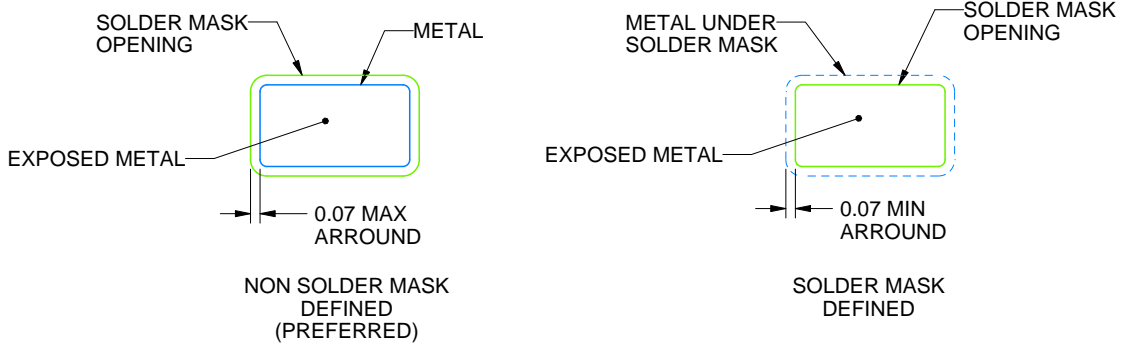 SOLDER MASK
OPENING
METAL
EXPOSED METAL
0.07 MAX
ARROUND
NON SOLDER MASK
DEFINED
(PREFERRED)
METAL UNDER
SOLDER MASK
SOLDER MASK
OPENING
EXPOSED METAL
0.07 MIN
ARROUND
SOLDER MASK
DEFINED